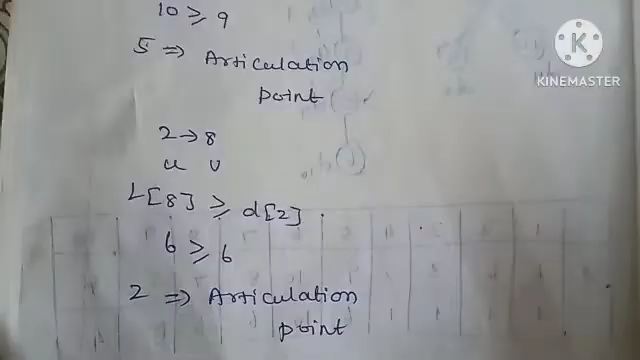 10 ≥ 9
5 ⇒ Articulation
point
2 → 8
u v
L[8] ≥ d[2]
6 ≥ 6
2 ⇒ Articulation
point
K
KINEMASTER